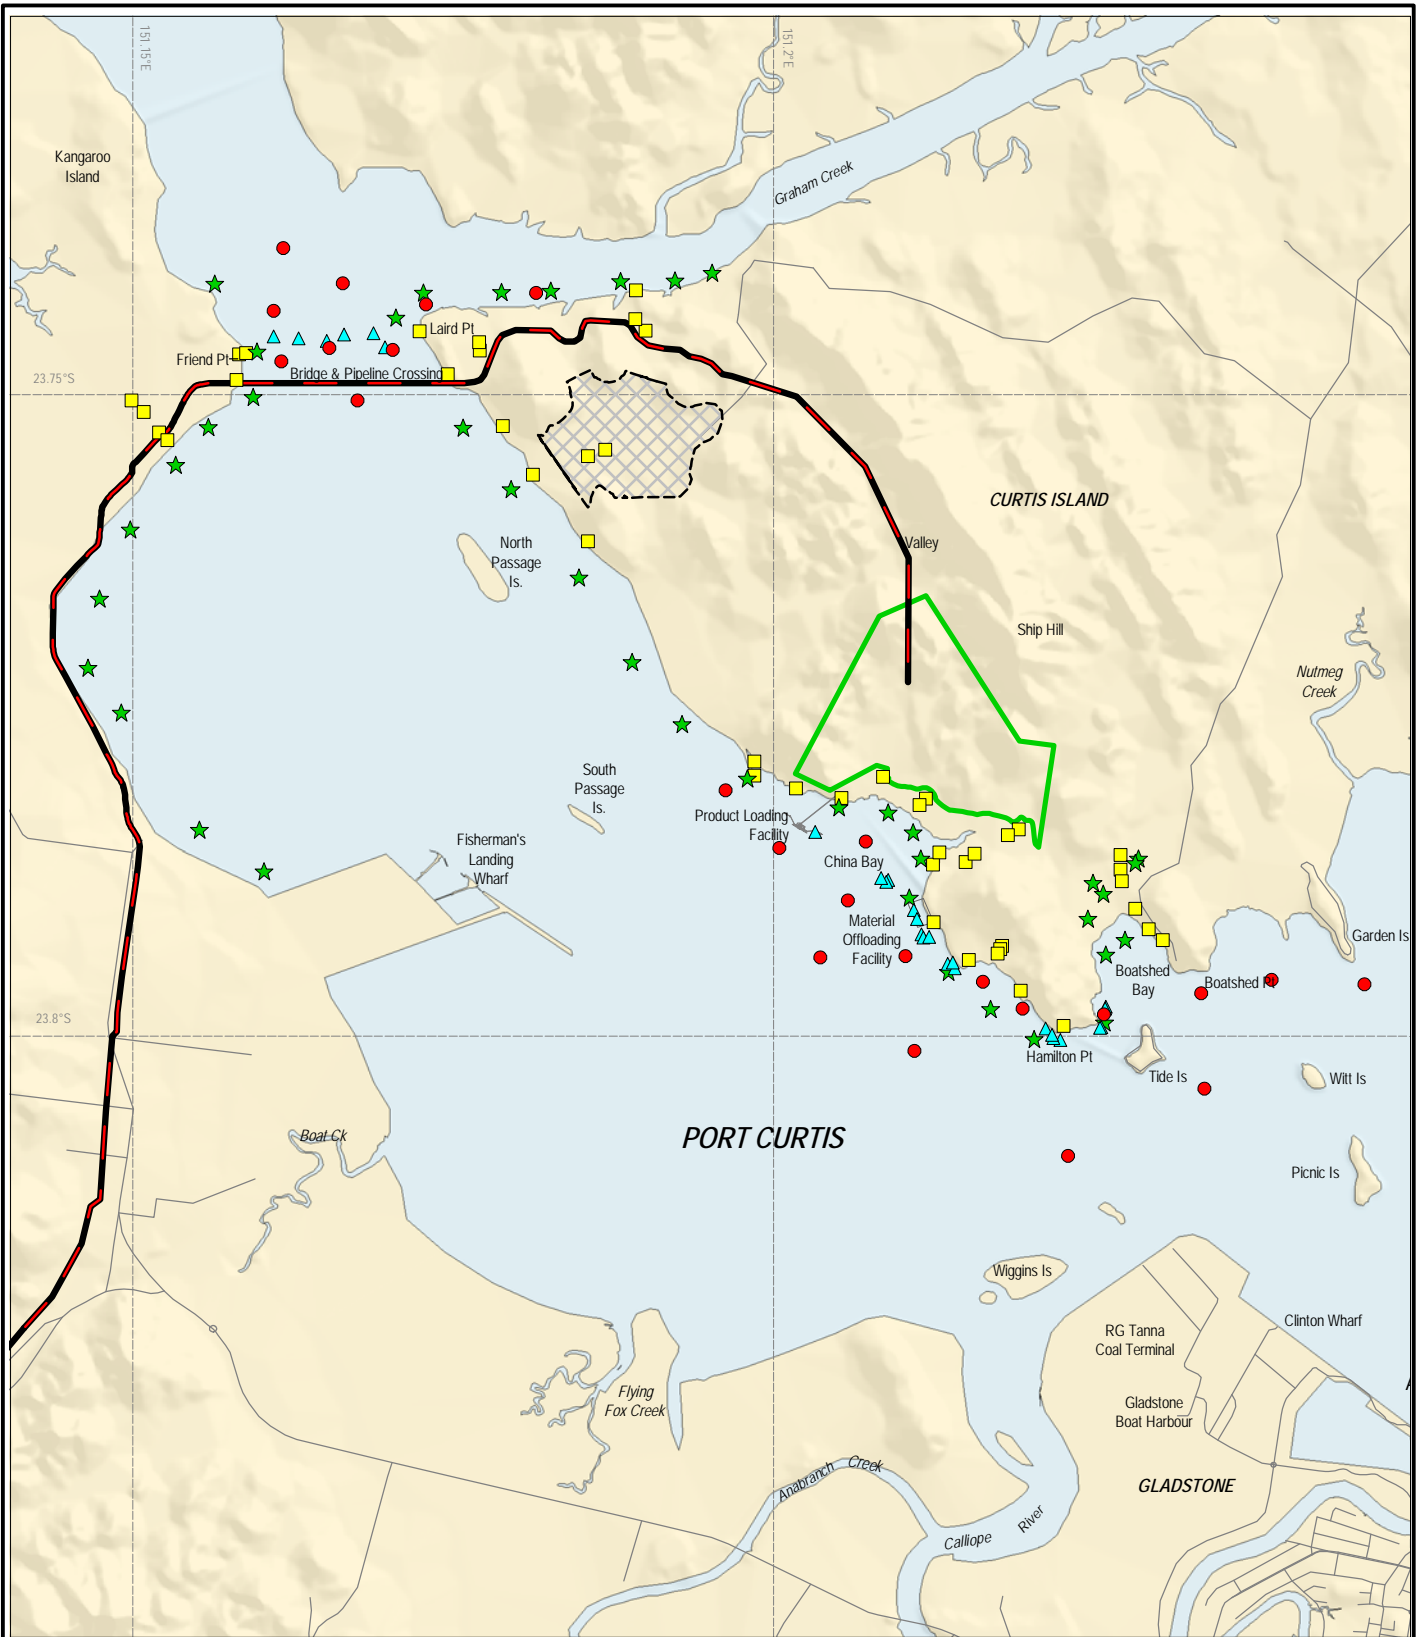 151.15°E
151.2°E
Kangaroo
Island
Graham Creek
Laird Pt
Friend Pt
Bridge & Pipeline Crossing
23.75°S
CURTIS ISLAND
Valley
North
Passage
Is.
Ship Hill
Nutmeg
Creek
South
Passage
Is.
Product Loading
Facility
Fisherman's
Landing
Wharf
China Bay
Material
Offloading
Facility
Garden Is
Boatshed
Bay
Boatshed Pt
23.8°S
Hamilton Pt
Tide Is
Witt Is
Boat Ck
PORT CURTIS
Picnic Is
Wiggins Is
Clinton Wharf
RG Tanna
Coal Terminal
Flying
Fox Creek
Gladstone
Boat Harbour
Anabranch Creek
GLADSTONE
Calliope River